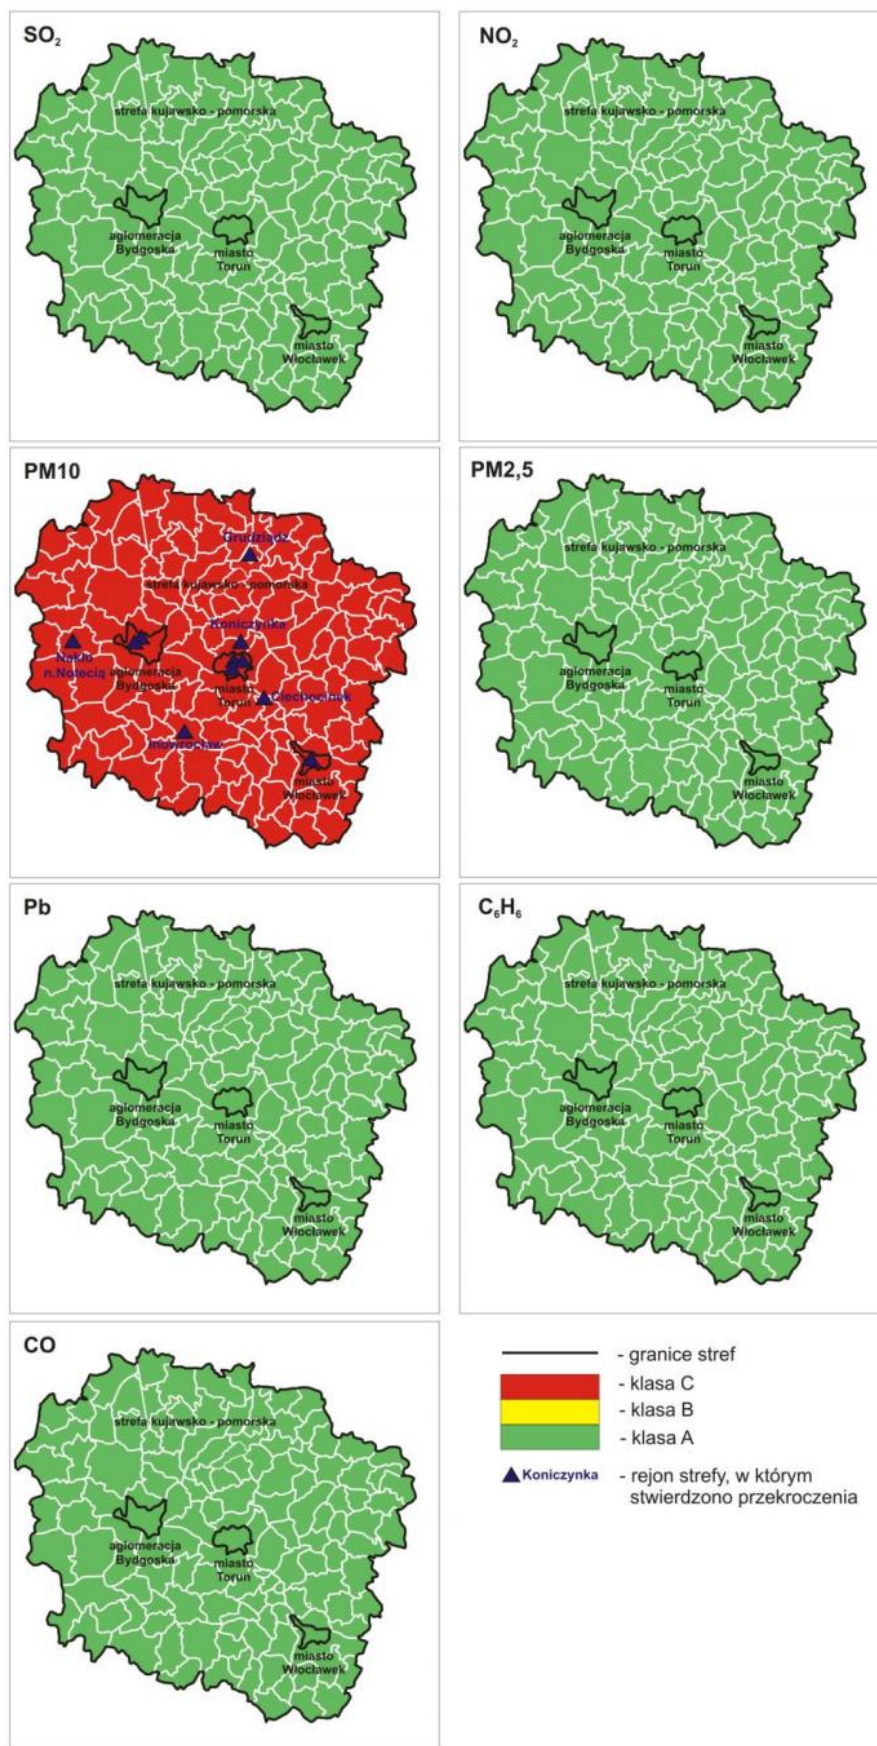 SO₂
strefa kujawsko - pomorska
aglomeracja
Bydgoska
miasto
Toruń
miasto
Włocławek
NO₂
strefa kujawsko - pomorska
aglomeracja
Bydgoska
miasto
Toruń
miasto
Włocławek
PM10
Grudziądz
strefa kujawsko - pomorska
Koniczynka
Nakło
n.Notecią
aglomeracja
Bydgoska
miasto
Toruń
Ciechocinek
Inowrocław
miasto
Włocławek
PM2,5
strefa kujawsko - pomorska
aglomeracja
Bydgoska
miasto
Toruń
miasto
Włocławek
Pb
strefa kujawsko - pomorska
aglomeracja
Bydgoska
miasto
Toruń
miasto
Włocławek
C₆H₆
strefa kujawsko - pomorska
aglomeracja
Bydgoska
miasto
Toruń
miasto
Włocławek
CO
strefa kujawsko - pomorska
aglomeracja
Bydgoska
miasto
Toruń
miasto
Włocławek
- granice stref
- klasa C
- klasa B
- klasa A
Koniczynka - rejon strefy, w którym
stwierdzono przekroczenia